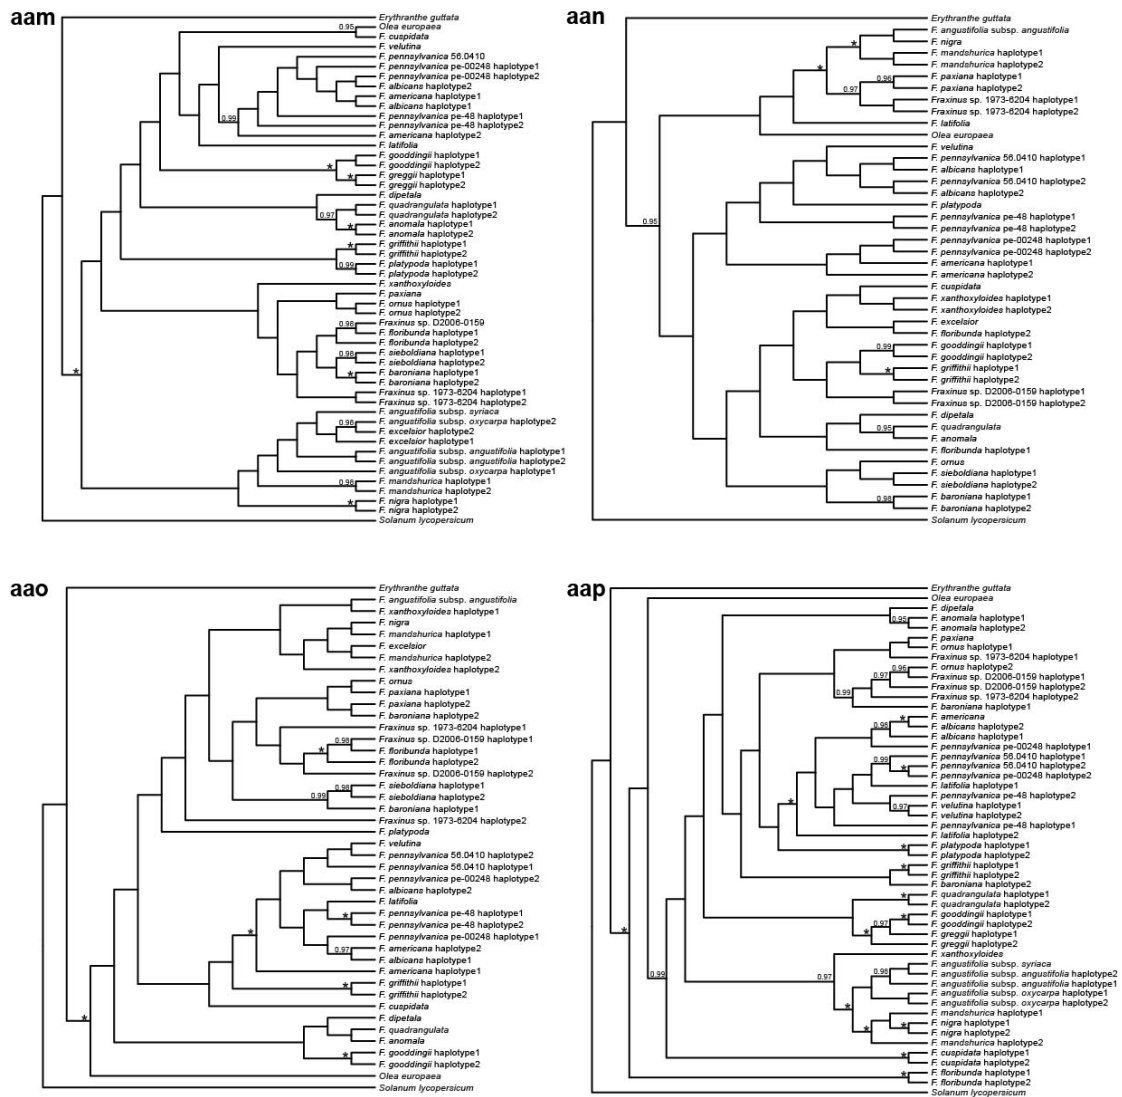 aam
Erythranthe guttata
0.95
Olea europaea
F. cuspidata
F. velutina
F. pennsylvanica 56.0410
F. pennsylvanica pe-00248 haplotype1
F. pennsylvanica pe-00248 haplotype2
F. albicans haplotype2
F. americana haplotype1
F. albicans haplotype1
0.99
F. pennsylvanica pe-48 haplotype1
F. pennsylvanica pe-48 haplotype2
F. americana haplotype2
F. latifolia
F. gooddingii haplotype1
*
F. gooddingii haplotype2
*
F. greggii haplotype1
F. greggii haplotype2
F. dipetala
F. quadrangulata haplotype1
0.97
F. quadrangulata haplotype2
*
F. anomala haplotype1
F. anomala haplotype2
*
F. griffithii haplotype1
F. griffithii haplotype2
0.99
F. platypoda haplotype1
F. platypoda haplotype2
F. xanthoxyloides
F. paxiana
F. ornus haplotype1
F. ornus haplotype2
0.98
Fraxinus sp. D2006-0159
F. floribunda haplotype1
F. floribunda haplotype2
0.98
F. sieboldiana haplotype1
F. sieboldiana haplotype2
*
F. baroniana haplotype1
*
F. baroniana haplotype2
Fraxinus sp. 1973-6204 haplotype1
Fraxinus sp. 1973-6204 haplotype2
F. angustifolia subsp. syriaca
0.98
F. angustifolia subsp. oxycarpa haplotype2
F. excelsior haplotype2
F. excelsior haplotype1
F. angustifolia subsp. angustifolia haplotype1
F. angustifolia subsp. angustifolia haplotype2
F. angustifolia subsp. oxycarpa haplotype1
0.98
F. mandshurica haplotype1
F. mandshurica haplotype2
*
F. nigra haplotype1
F. nigra haplotype2
Solanum lycopersicum
aan
Erythranthe guttata
F. angustifolia subsp. angustifolia
*
F. nigra
F. mandshurica haplotype1
*
F. mandshurica haplotype2
0.96
F. paxiana haplotype1
0.97
F. paxiana haplotype2
Fraxinus sp. 1973-6204 haplotype1
Fraxinus sp. 1973-6204 haplotype2
F. latifolia
Olea europaea
F. velutina
F. pennsylvanica 56.0410 haplotype1
F. albicans haplotype1
F. pennsylvanica 56.0410 haplotype2
F. albicans haplotype2
F. platypoda
F. pennsylvanica pe-48 haplotype1
0.95
F. pennsylvanica pe-48 haplotype2
F. pennsylvanica pe-00248 haplotype1
F. pennsylvanica pe-00248 haplotype2
F. americana haplotype1
F. americana haplotype2
F. cuspidata
F. xanthoxyloides haplotype1
F. xanthoxyloides haplotype2
F. excelsior
F. floribunda haplotype2
0.99
F. gooddingii haplotype1
F. gooddingii haplotype2
*
F. griffithii haplotype1
F. griffithii haplotype2
Fraxinus sp. D2006-0159 haplotype1
Fraxinus sp. D2006-0159 haplotype2
F. dipetala
0.95
F. quadrangulata
F. anomala
F. floribunda haplotype1
F. ornus
F. sieboldiana haplotype1
F. sieboldiana haplotype2
0.98
F. baroniana haplotype1
F. baroniana haplotype2
Solanum lycopersicum
aao
Erythranthe guttata
F. angustifolia subsp. angustifolia
F. xanthoxyloides haplotype1
F. nigra
F. mandshurica haplotype1
F. excelsior
F. mandshurica haplotype2
F. xanthoxyloides haplotype2
F. ornus
F. paxiana haplotype1
F. paxiana haplotype2
F. baroniana haplotype2
Fraxinus sp. 1973-6204 haplotype1
0.98
Fraxinus sp. D2006-0159 haplotype1
*
F. floribunda haplotype1
F. floribunda haplotype2
Fraxinus sp. D2006-0159 haplotype2
0.98
F. sieboldiana haplotype1
0.99
F. sieboldiana haplotype2
F. baroniana haplotype1
Fraxinus sp. 1973-6204 haplotype2
F. platypoda
F. velutina
F. pennsylvanica 56.0410 haplotype2
F. pennsylvanica 56.0410 haplotype1
F. pennsylvanica pe-00248 haplotype2
F. albicans haplotype2
F. latifolia
*
F. pennsylvanica pe-48 haplotype1
F. pennsylvanica pe-48 haplotype2
*
F. pennsylvanica pe-00248 haplotype1
0.97
F. americana haplotype2
F. albicans haplotype1
F. americana haplotype1
*
F. griffithii haplotype1
F. griffithii haplotype2
F. cuspidata
*
F. dipetala
F. quadrangulata
F. anomala
*
F. gooddingii haplotype1
F. gooddingii haplotype2
Olea europaea
Solanum lycopersicum
aap
Erythranthe guttata
Olea europaea
F. dipetala
0.95
F. anomala haplotype1
F. anomala haplotype2
F. paxiana
F. ornus haplotype1
Fraxinus sp. 1973-6204 haplotype1
0.96
F. ornus haplotype2
0.97
Fraxinus sp. D2006-0159 haplotype1
Fraxinus sp. D2006-0159 haplotype2
0.99
Fraxinus sp. 1973-6204 haplotype2
F. baroniana haplotype1
*
F. americana
0.98
F. albicans haplotype2
F. albicans haplotype1
F. pennsylvanica pe-00248 haplotype1
0.99
F. pennsylvanica 56.0410 haplotype1
*
F. pennsylvanica 56.0410 haplotype2
F. pennsylvanica pe-00248 haplotype2
F. latifolia haplotype1
*
F. pennsylvanica pe-48 haplotype2
0.97
F. velutina haplotype1
F. velutina haplotype2
F. pennsylvanica pe-48 haplotype1
F. latifolia haplotype2
*
F. platypoda haplotype1
F. platypoda haplotype2
*
F. griffithii haplotype1
F. griffithii haplotype2
F. baroniana haplotype2
*
F. quadrangulata haplotype1
F. quadrangulata haplotype2
*
F. gooddingii haplotype1
0.97
F. gooddingii haplotype2
*
F. greggii haplotype1
F. greggii haplotype2
*
F. xanthoxyloides
0.99
0.97
F. angustifolia subsp. syriaca
0.98
F. angustifolia subsp. angustifolia haplotype2
F. angustifolia subsp. angustifolia haplotype1
F. angustifolia subsp. oxycarpa haplotype1
*
F. angustifolia subsp. oxycarpa haplotype2
F. mandshurica haplotype1
*
*
F. nigra haplotype1
F. nigra haplotype2
F. mandshurica haplotype2
*
F. cuspidata haplotype1
F. cuspidata haplotype2
*
F. floribunda haplotype1
F. floribunda haplotype2
Solanum lycopersicum